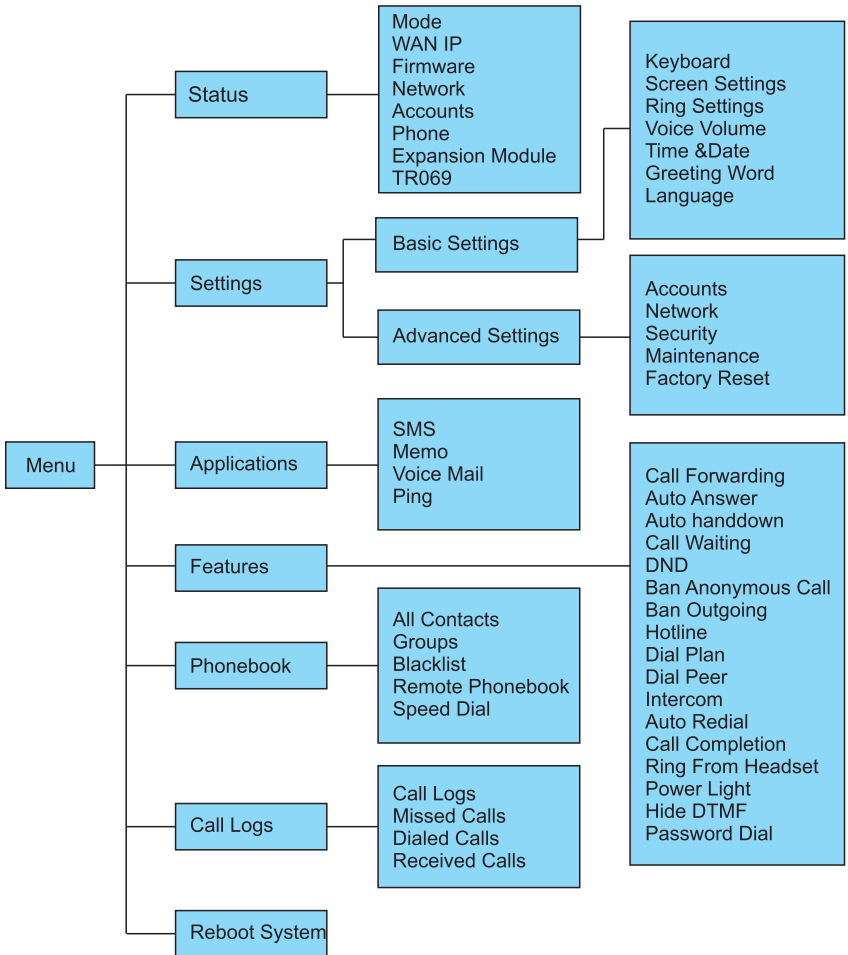 Menu
Status
Mode
WAN IP
Firmware
Network
Accounts
Phone
Expansion Module
TR069
Settings
Basic Settings
Keyboard
Screen Settings
Ring Settings
Voice Volume
Time &Date
Greeting Word
Language
Advanced Settings
Accounts
Network
Security
Maintenance
Factory Reset
Applications
SMS
Memo
Voice Mail
Ping
Features
Call Forwarding
Auto Answer
Auto handdown
Call Waiting
DND
Ban Anonymous Call
Ban Outgoing
Hotline
Dial Plan
Dial Peer
Intercom
Auto Redial
Call Completion
Ring From Headset
Power Light
Hide DTMF
Password Dial
Phonebook
All Contacts
Groups
Blacklist
Remote Phonebook
Speed Dial
Call Logs
Call Logs
Missed Calls
Dialed Calls
Received Calls
Reboot System